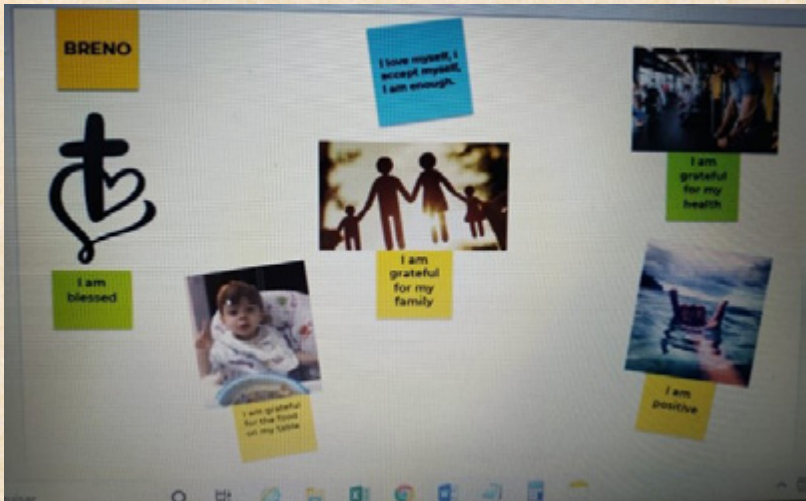 BRENO
I love myself, I
accept myself,
I am enough.
I am
grateful
for my
health
I am
blessed
I am
grateful
for my
family
I am grateful
for the food
on my table
I am
positive